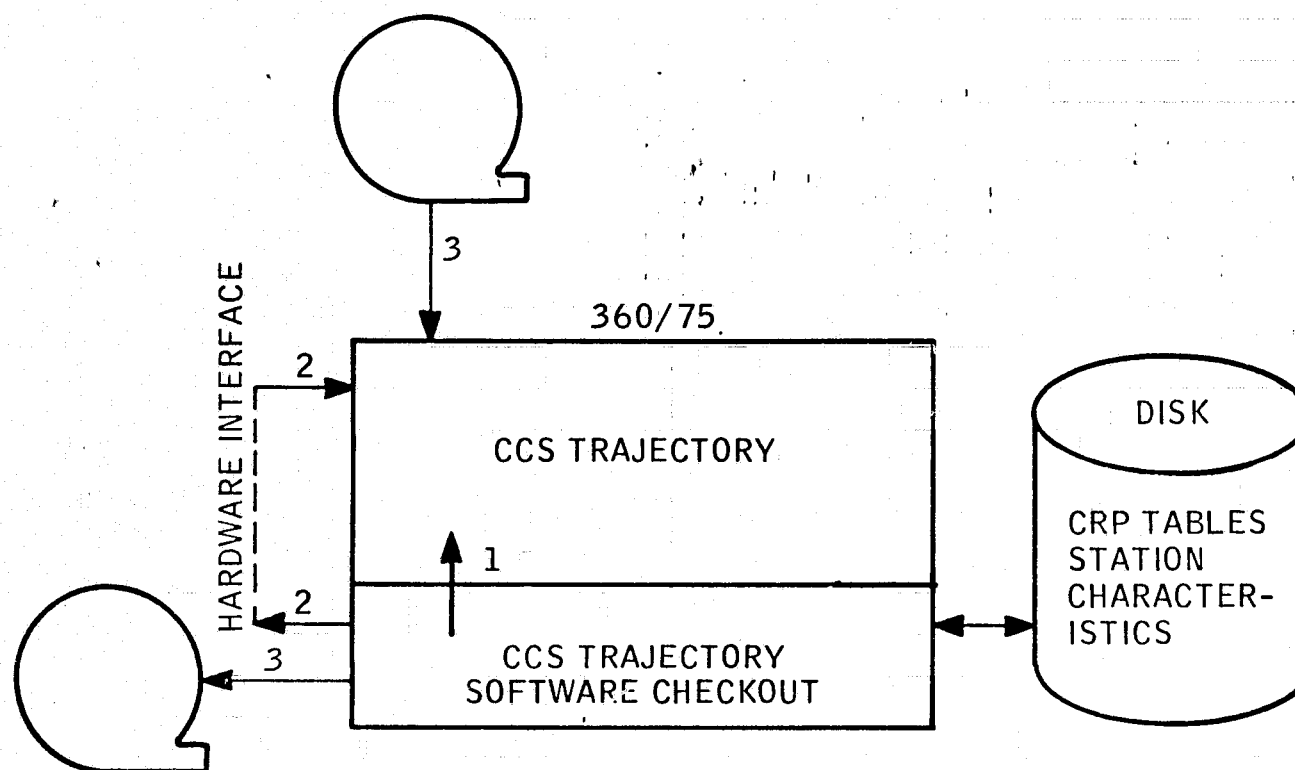 3
360/75
HARDWARE INTERFACE
2
CCS TRAJECTORY
DISK
1
CRP TABLES
STATION
CHARACTER-
ISTICS
2
3
CCS TRAJECTORY
SOFTWARE CHECKOUT